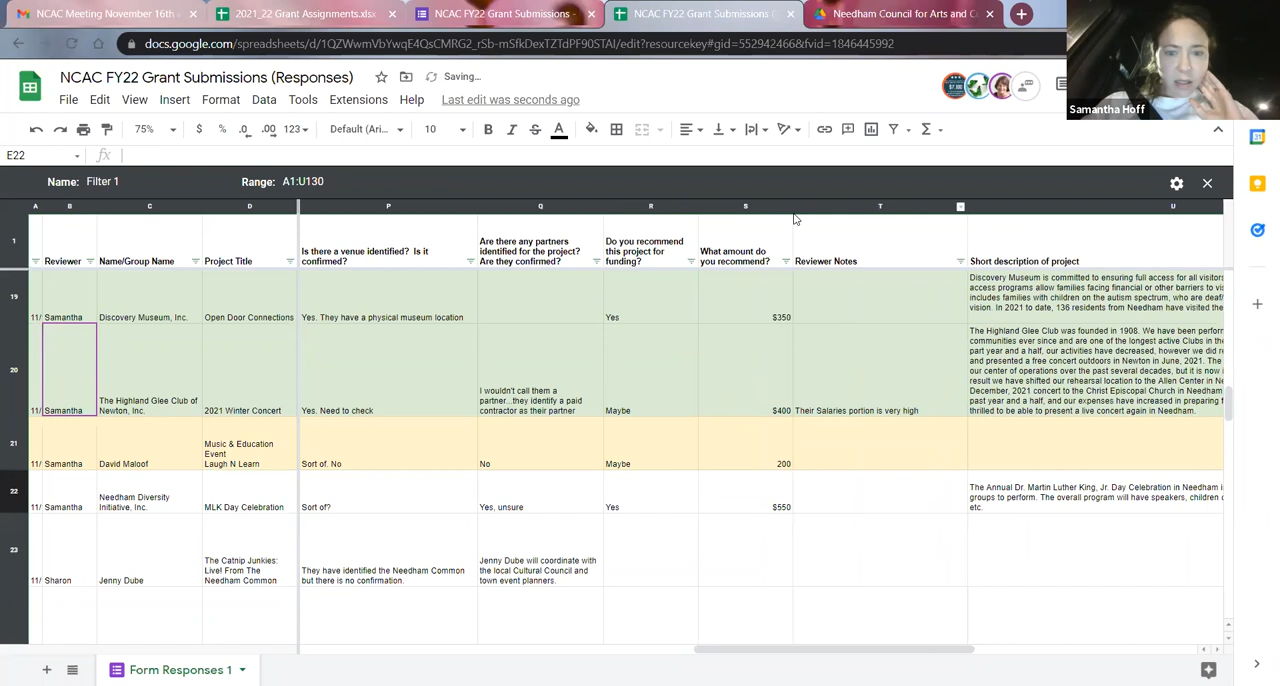 NCAC Meeting November 16th
2021_22 Grant Assignments.xlsx
NCAC FY22 Grant Submissions -
NCAC FY22 Grant Submissions (
Needham Council for Arts and C
docs.google.com/spreadsheets/d/1QZWwmVbYwqE4QsCMRG2_rSb-mSfkDexTZTdPF90STAI/edit?resourcekey#gid=552942466&fvid=1846445992
Samantha Hoff
NCAC FY22 Grant Submissions (Responses)
Saving...
File Edit View Insert Format Data Tools Extensions Help Last edit was seconds ago
75% $ % .0 .00 123 Default (Ari... 10 B I S A
E22 fx
Name: Filter 1 Range: A1:U130
A B C D P Q R S T U
1
Reviewer
Name/Group Name
Project Title
Is there a venue identified? Is it
confirmed?
Are there any partners
identified for the project?
Are they confirmed?
Do you recommend
this project for
funding?
What amount do
you recommend?
Reviewer Notes
Short description of project
19
11/ Samantha
Discovery Museum, Inc.
Open Door Connections
Yes. They have a physical museum location
Yes
$350
Discovery Museum is committed to ensuring full access for all visitors
access programs allow families facing financial or other barriers to vis
includes families with children on the autism spectrum, who are deaf/
vision. In 2021 to date, 136 residents from Needham have visited the
20
11/ Samantha
The Highland Glee Club of
Newton, Inc.
2021 Winter Concert
Yes. Need to check
I wouldn't call them a
partner...they identify a paid
contractor as their partner
Maybe
$400
Their Salaries portion is very high
The Highland Glee Club was founded in 1908. We have been perform
communities ever since and are one of the longest active Clubs in the
part year and a half, our activities have decreased, however we did re
and presented a free concert outdoors in Newton in June, 2021. The
our center of operations over the past several decades, but it is now i
result we have shifted our rehearsal location to the Allen Center in Ne
December, 2021 concert to the Christ Episcopal Church in Needham
past year and a half, and our expenses have increased in preparing f
thrilled to be able to present a live concert again in Needham.
21
11/ Samantha
David Maloof
Music & Education
Event
Laugh N Learn
Sort of. No
No
Maybe
200
22
11/ Samantha
Needham Diversity
Initiative, Inc.
MLK Day Celebration
Sort of?
Yes, unsure
Yes
$550
The Annual Dr. Martin Luther King, Jr. Day Celebration in Needham i
groups to perform. The overall program will have speakers, children c
etc.
23
11/ Sharon
Jenny Dube
The Catnip Junkies:
Live! From The
Needham Common
They have identified the Needham Common
but there is no confirmation.
Jenny Dube will coordinate with
the local Cultural Council and
town event planners.
Form Responses 1